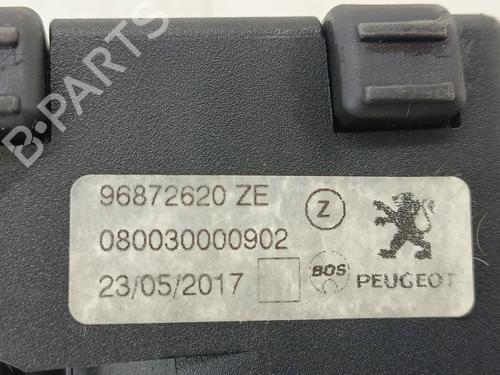 B-PARTS
96872620 ZE
Z
080030000902
23/05/2017
BOS
PEUGEOT